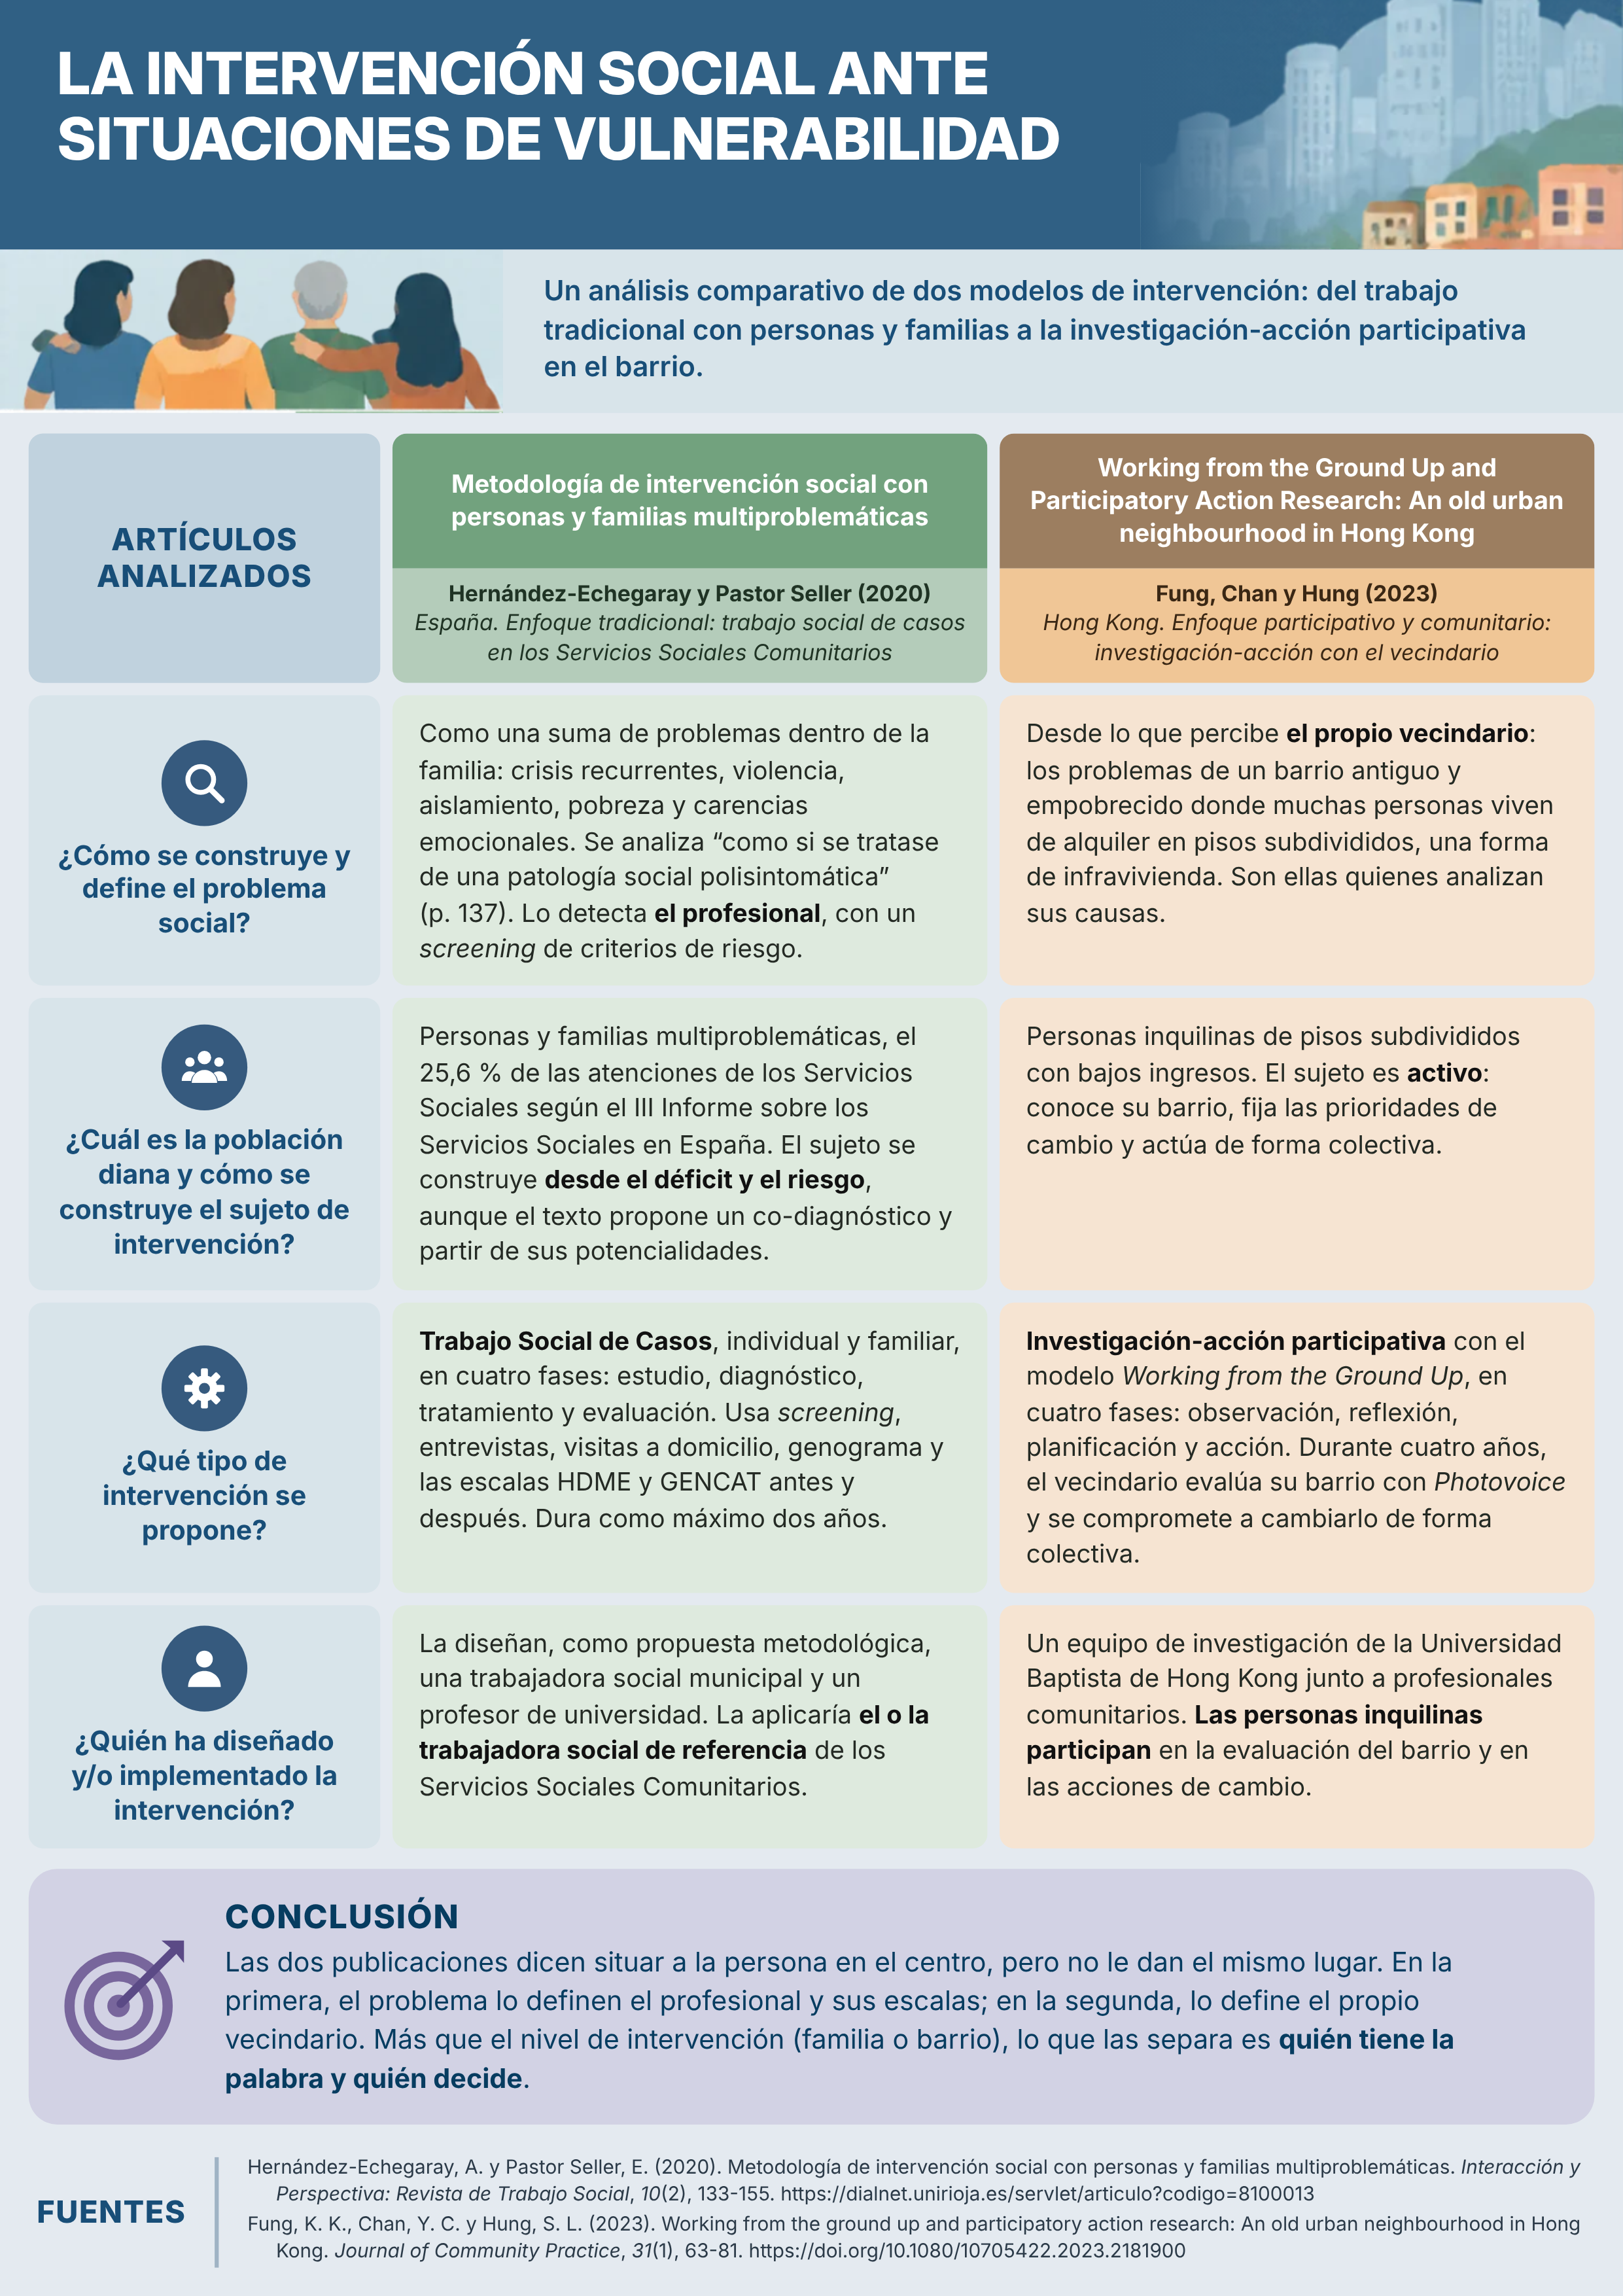 LA INTERVENCIÓN SOCIAL ANTE
SITUACIONES DE VULNERABILIDAD
Un análisis comparativo de dos modelos de intervención: del trabajo
tradicional con personas y familias a la investigación-acción participativa
en el barrio.
ARTÍCULOS
ANALIZADOS
Metodología de intervención social con
personas y familias multiproblemáticas
Hernández-Echegaray y Pastor Seller (2020)
España. Enfoque tradicional: trabajo social de casos
en los Servicios Sociales Comunitarios
Working from the Ground Up and
Participatory Action Research: An old urban
neighbourhood in Hong Kong
Fung, Chan y Hung (2023)
Hong Kong. Enfoque participativo y comunitario:
investigación-acción con el vecindario
¿Cómo se construye y
define el problema
social?
Como una suma de problemas dentro de la
familia: crisis recurrentes, violencia,
aislamiento, pobreza y carencias
emocionales. Se analiza “como si se tratase
de una patología social polisintomática”
(p. 137). Lo detecta el profesional, con un
screening de criterios de riesgo.
Desde lo que percibe el propio vecindario:
los problemas de un barrio antiguo y
empobrecido donde muchas personas viven
de alquiler en pisos subdivididos, una forma
de infravivienda. Son ellas quienes analizan
sus causas.
¿Cuál es la población
diana y cómo se
construye el sujeto de
intervención?
Personas y familias multiproblemáticas, el
25,6 % de las atenciones de los Servicios
Sociales según el III Informe sobre los
Servicios Sociales en España. El sujeto se
construye desde el déficit y el riesgo,
aunque el texto propone un co-diagnóstico y
partir de sus potencialidades.
Personas inquilinas de pisos subdivididos
con bajos ingresos. El sujeto es activo:
conoce su barrio, fija las prioridades de
cambio y actúa de forma colectiva.
¿Qué tipo de
intervención se
propone?
Trabajo Social de Casos, individual y familiar,
en cuatro fases: estudio, diagnóstico,
tratamiento y evaluación. Usa screening,
entrevistas, visitas a domicilio, genograma y
las escalas HDME y GENCAT antes y
después. Dura como máximo dos años.
Investigación-acción participativa con el
modelo Working from the Ground Up, en
cuatro fases: observación, reflexión,
planificación y acción. Durante cuatro años,
el vecindario evalúa su barrio con Photovoice
y se compromete a cambiarlo de forma
colectiva.
¿Quién ha diseñado
y/o implementado la
intervención?
La diseñan, como propuesta metodológica,
una trabajadora social municipal y un
profesor de universidad. La aplicaría el o la
trabajadora social de referencia de los
Servicios Sociales Comunitarios.
Un equipo de investigación de la Universidad
Baptista de Hong Kong junto a profesionales
comunitarios. Las personas inquilinas
participan en la evaluación del barrio y en
las acciones de cambio.
CONCLUSIÓN
Las dos publicaciones dicen situar a la persona en el centro, pero no le dan el mismo lugar. En la
primera, el problema lo definen el profesional y sus escalas; en la segunda, lo define el propio
vecindario. Más que el nivel de intervención (familia o barrio), lo que las separa es quién tiene la
palabra y quién decide.
FUENTES
Hernández-Echegaray, A. y Pastor Seller, E. (2020). Metodología de intervención social con personas y familias multiproblemáticas. Interacción y
Perspectiva: Revista de Trabajo Social, 10(2), 133-155. https://dialnet.unirioja.es/servlet/articulo?codigo=8100013
Fung, K. K., Chan, Y. C. y Hung, S. L. (2023). Working from the ground up and participatory action research: An old urban neighbourhood in Hong
Kong. Journal of Community Practice, 31(1), 63-81. https://doi.org/10.1080/10705422.2023.2181900